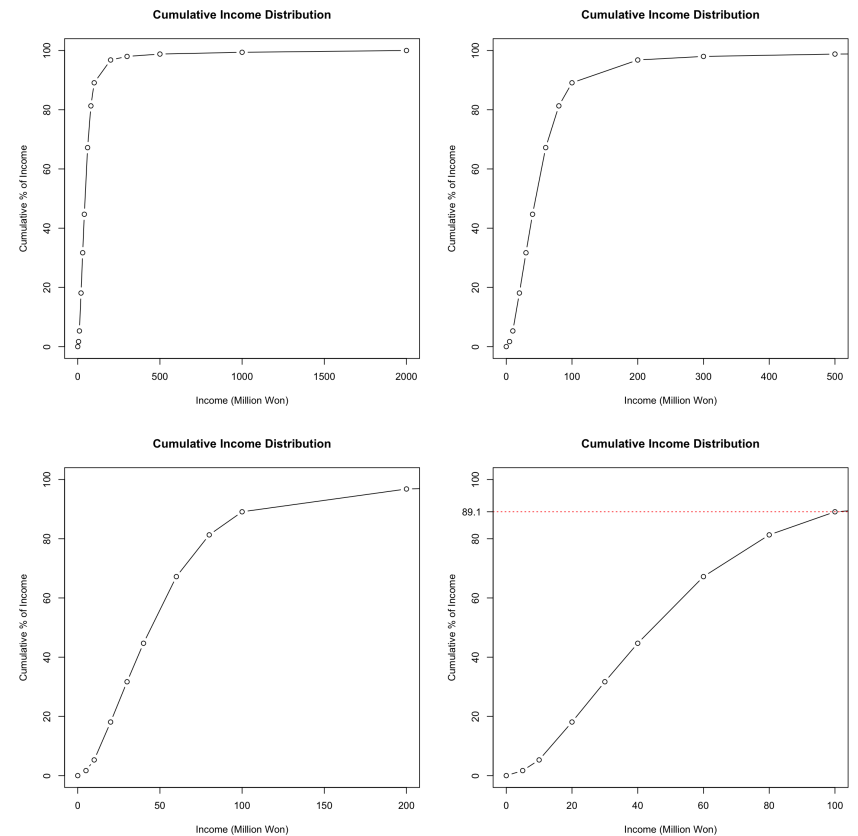 Cumulative Income Distribution
Cumulative % of Income
100
80
60
40
20
0
0 500 1000 1500 2000
Income (Million Won)
Cumulative Income Distribution
Cumulative % of Income
100
80
60
40
20
0
0 100 200 300 400 500
Income (Million Won)
Cumulative Income Distribution
Cumulative % of Income
100
80
60
40
20
0
0 50 100 150 200
Income (Million Won)
Cumulative Income Distribution
Cumulative % of Income
100
89.1
80
60
40
20
0
0 20 40 60 80 100
Income (Million Won)